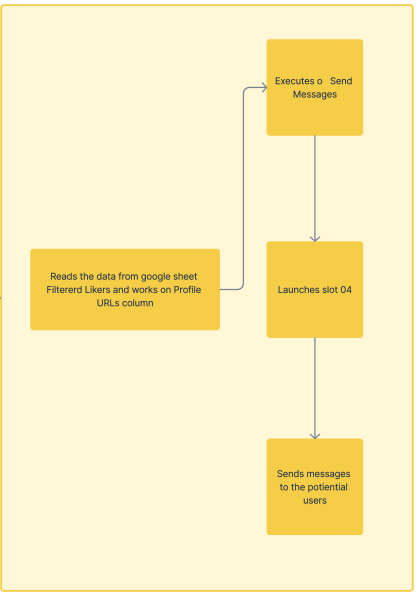 Executes o Send
Messages
Reads the data from google sheet
Filtererd Likers and works on Profile
URLs column
Launches slot 04
Sends messages
to the potiential
users